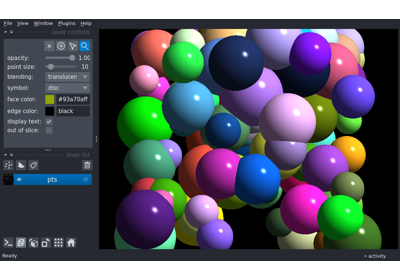 File View Window Plugins Help
layer controls
opacity: 1.00
point size: 10
blending: translucen
symbol: disc
face color: #93a70aff
edge color: black
display text:
out of slice:
layer list
pts
Ready
activity